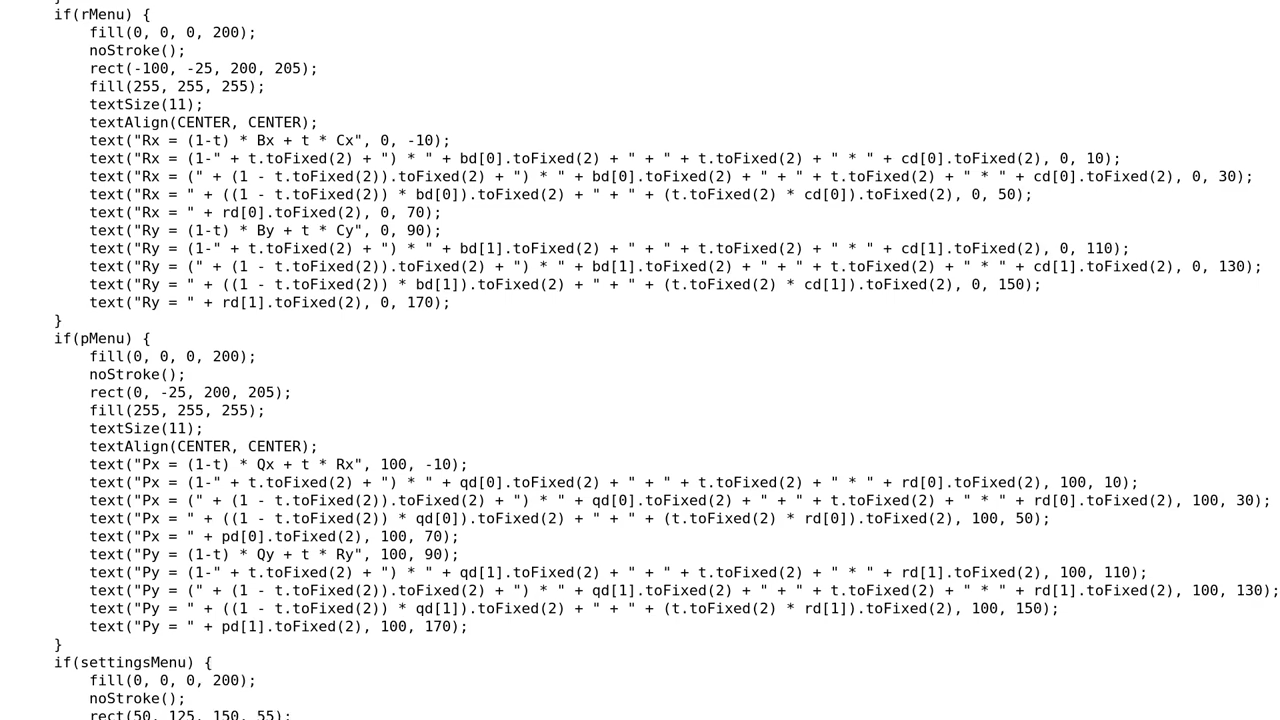 }
if(rMenu) {
fill(0, 0, 0, 200);
noStroke();
rect(-100, -25, 200, 205);
fill(255, 255, 255);
textSize(11);
textAlign(CENTER, CENTER);
text("Rx = (1-t) * Bx + t * Cx", 0, -10);
text("Rx = (1-" + t.toFixed(2) + ") * " + bd[0].toFixed(2) + " + " + t.toFixed(2) + " * " + cd[0].toFixed(2), 0, 10);
text("Rx = (" + (1 - t.toFixed(2)).toFixed(2) + ") * " + bd[0].toFixed(2) + " + " + t.toFixed(2) + " * " + cd[0].toFixed(2), 0, 30);
text("Rx = " + ((1 - t.toFixed(2)) * bd[0]).toFixed(2) + " + " + (t.toFixed(2) * cd[0]).toFixed(2), 0, 50);
text("Rx = " + rd[0].toFixed(2), 0, 70);
text("Ry = (1-t) * By + t * Cy", 0, 90);
text("Ry = (1-" + t.toFixed(2) + ") * " + bd[1].toFixed(2) + " + " + t.toFixed(2) + " * " + cd[1].toFixed(2), 0, 110);
text("Ry = (" + (1 - t.toFixed(2)).toFixed(2) + ") * " + bd[1].toFixed(2) + " + " + t.toFixed(2) + " * " + cd[1].toFixed(2), 0, 130);
text("Ry = " + ((1 - t.toFixed(2)) * bd[1]).toFixed(2) + " + " + (t.toFixed(2) * cd[1]).toFixed(2), 0, 150);
text("Ry = " + rd[1].toFixed(2), 0, 170);
}
if(pMenu) {
fill(0, 0, 0, 200);
noStroke();
rect(0, -25, 200, 205);
fill(255, 255, 255);
textSize(11);
textAlign(CENTER, CENTER);
text("Px = (1-t) * Qx + t * Rx", 100, -10);
text("Px = (1-" + t.toFixed(2) + ") * " + qd[0].toFixed(2) + " + " + t.toFixed(2) + " * " + rd[0].toFixed(2), 100, 10);
text("Px = (" + (1 - t.toFixed(2)).toFixed(2) + ") * " + qd[0].toFixed(2) + " + " + t.toFixed(2) + " * " + rd[0].toFixed(2), 100, 30);
text("Px = " + ((1 - t.toFixed(2)) * qd[0]).toFixed(2) + " + " + (t.toFixed(2) * rd[0]).toFixed(2), 100, 50);
text("Px = " + pd[0].toFixed(2), 100, 70);
text("Py = (1-t) * Qy + t * Ry", 100, 90);
text("Py = (1-" + t.toFixed(2) + ") * " + qd[1].toFixed(2) + " + " + t.toFixed(2) + " * " + rd[1].toFixed(2), 100, 110);
text("Py = (" + (1 - t.toFixed(2)).toFixed(2) + ") * " + qd[1].toFixed(2) + " + " + t.toFixed(2) + " * " + rd[1].toFixed(2), 100, 130);
text("Py = " + ((1 - t.toFixed(2)) * qd[1]).toFixed(2) + " + " + (t.toFixed(2) * rd[1]).toFixed(2), 100, 150);
text("Py = " + pd[1].toFixed(2), 100, 170);
}
if(settingsMenu) {
fill(0, 0, 0, 200);
noStroke();
rect(50, 125, 150, 55);